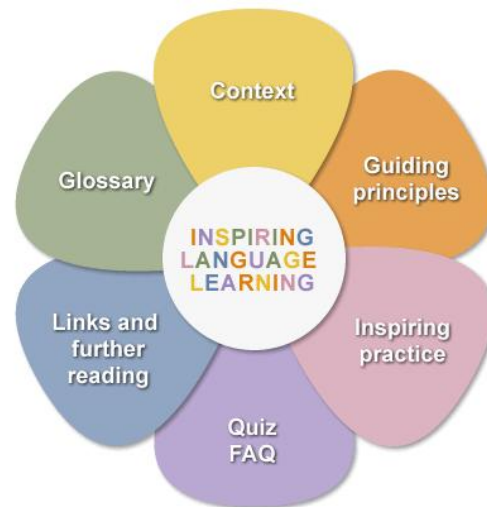 Context
Guiding
principles
Inspiring
practice
Quiz
FAQ
Links and
further
reading
Glossary
INSPIRING
LANGUAGE
LEARNING